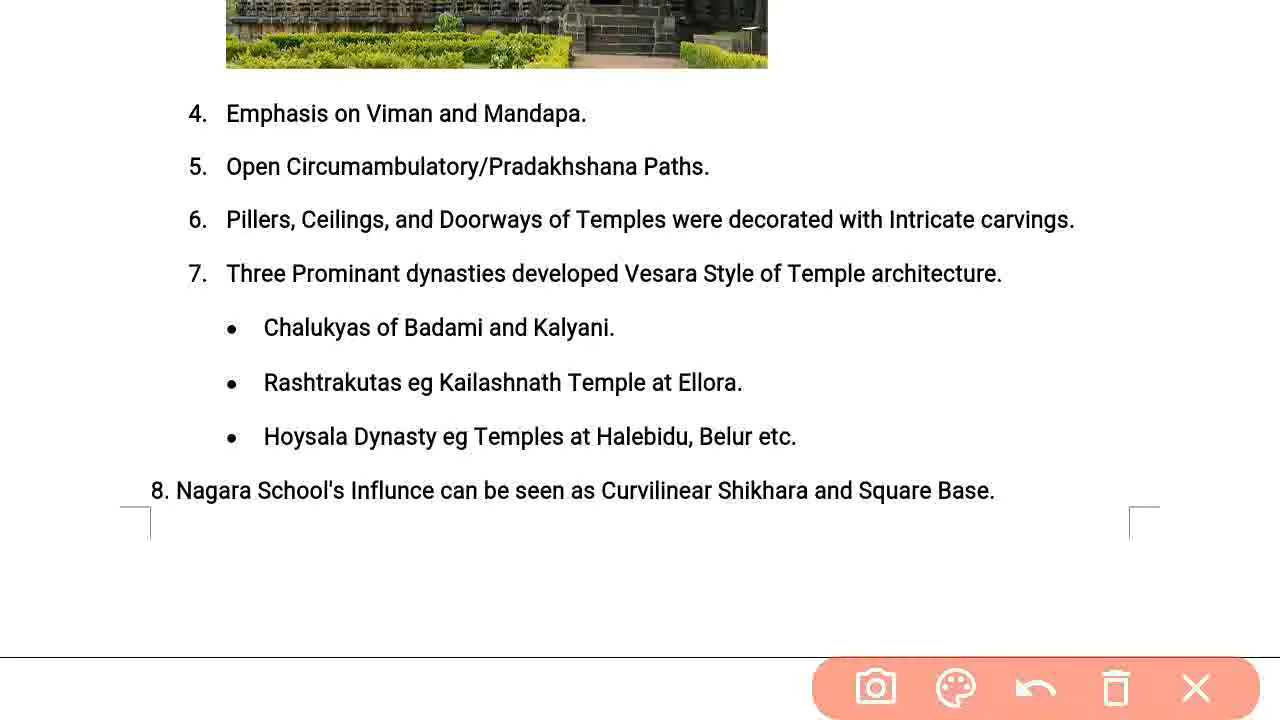 4. Emphasis on Viman and Mandapa.
5. Open Circumambulatory/Pradakhshana Paths.
6. Pillers, Ceilings, and Doorways of Temples were decorated with Intricate carvings.
7. Three Prominant dynasties developed Vesara Style of Temple architecture.
• Chalukyas of Badami and Kalyani.
• Rashtrakutas eg Kailashnath Temple at Ellora.
• Hoysala Dynasty eg Temples at Halebidu, Belur etc.
8. Nagara School's Influnce can be seen as Curvilinear Shikhara and Square Base.